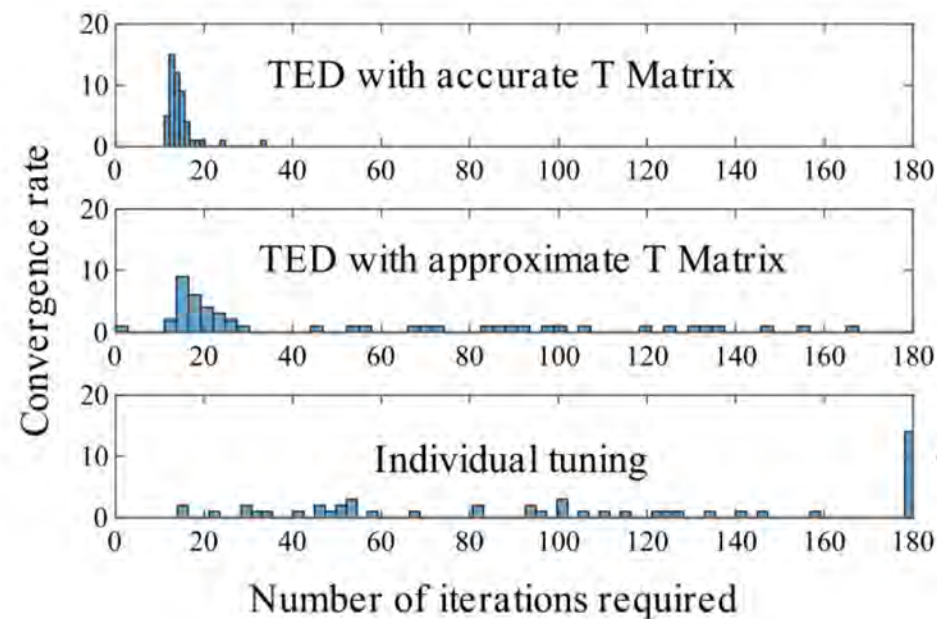 20
TED with accurate T Matrix
10
0
0 20 40 60 80 100 120 140 160 180
20
TED with approximate T Matrix
10
0
0 20 40 60 80 100 120 140 160 180
20
Individual tuning
10
0
0 20 40 60 80 100 120 140 160 180
Convergence rate
Number of iterations required